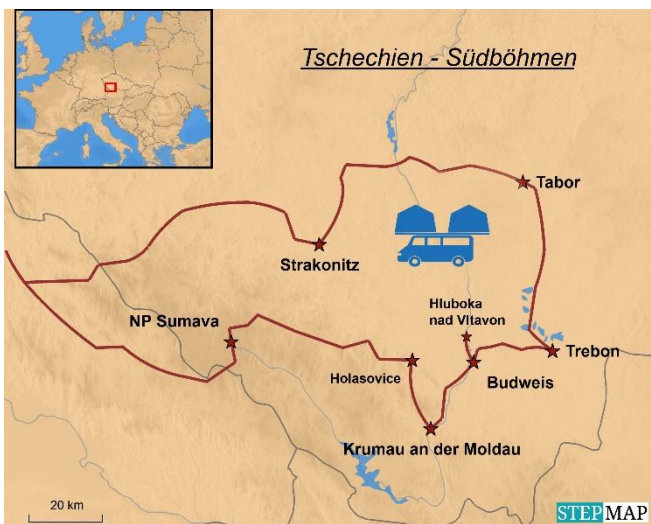 Tschechien - Südböhmen
Tabor
Strakonitz
Hluboka
nad Vltavon
NP Sumava
Trebon
Holasovice
Budweis
Krumau an der Moldau
20 km
STEPMAP